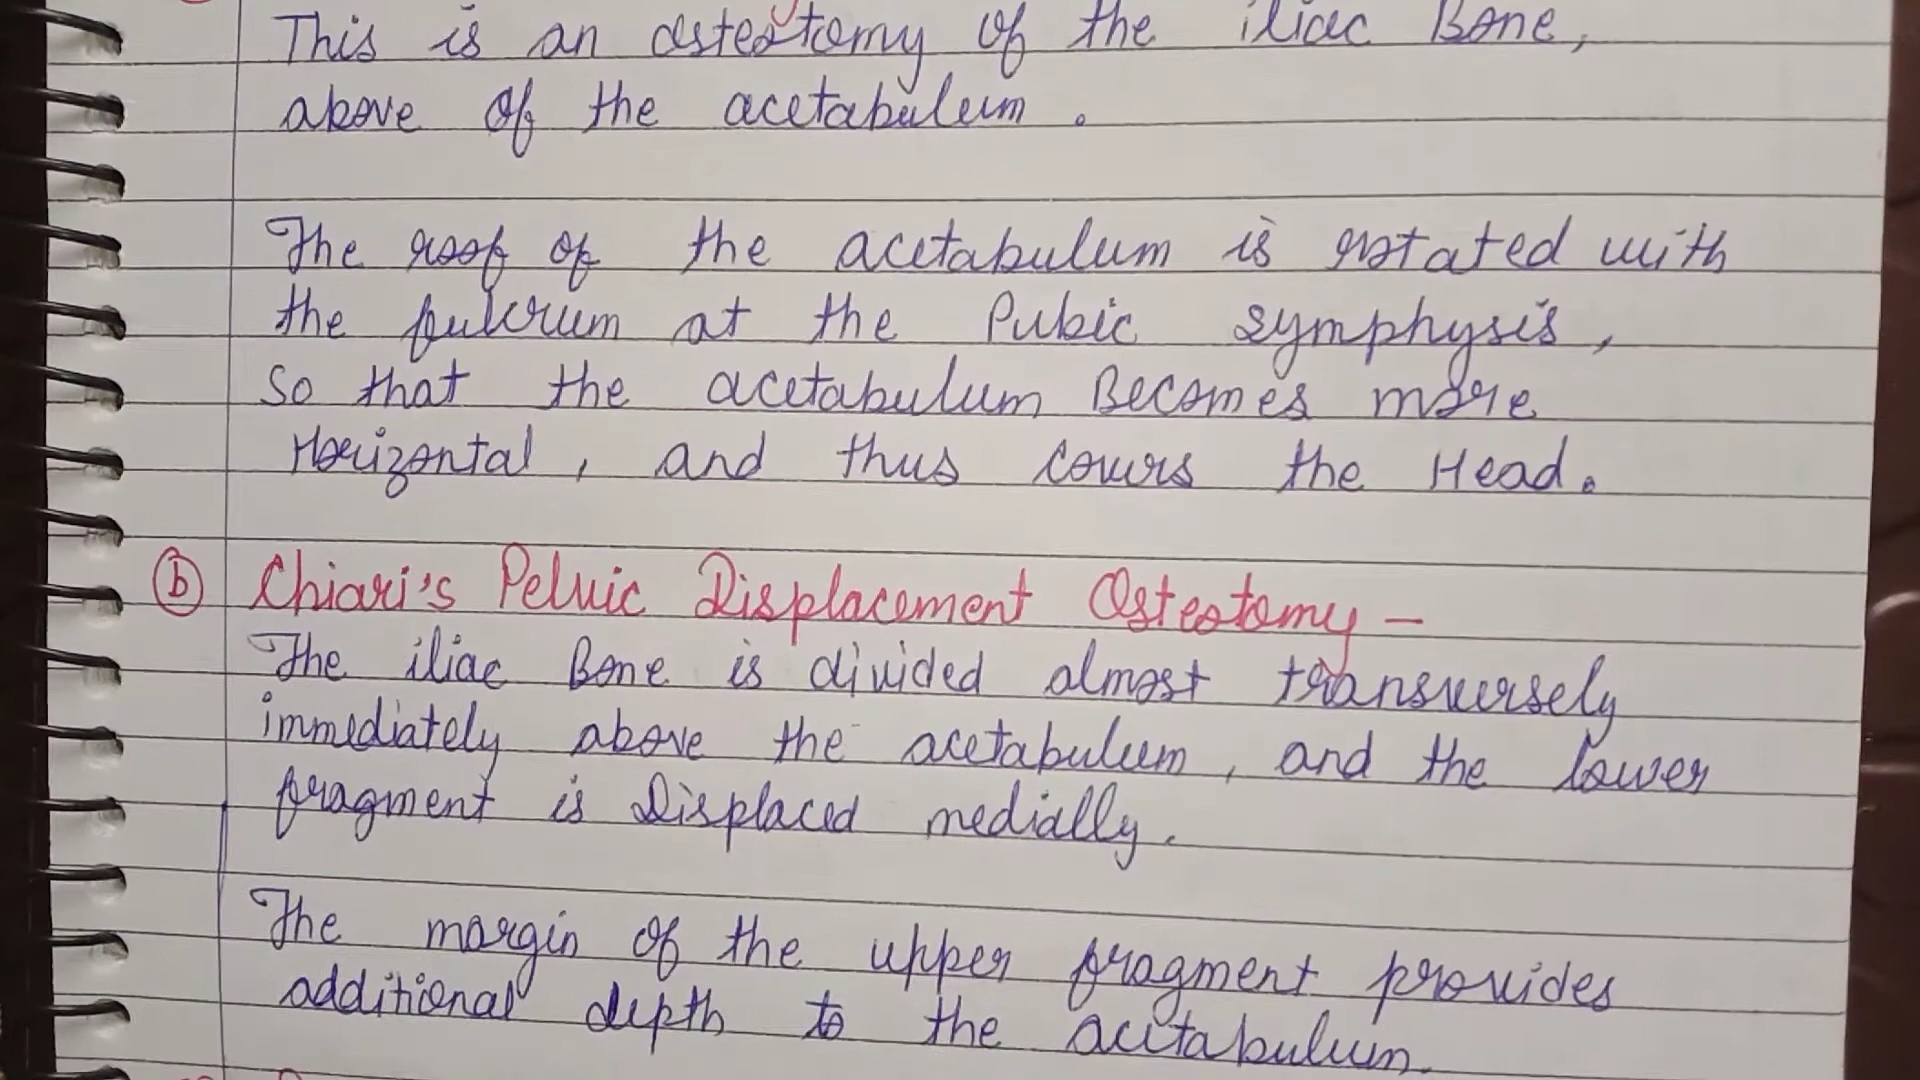 This is an osteotomy of the iliac Bone,
above of the acetabulum.
The roof of the acetabulum is rotated with
the fulcrum at the Pubic symphysis,
so that the acetabulum Becomes more
Horizontal, and thus covers the Head.
(b) Chiari's Pelvic Displacement Osteotomy –
The iliac Bone is divided almost transversely
immediately above the acetabulum, and the lower
fragment is Displaced medially.
The margin of the upper fragment provides
additional depth to the acetabulum.